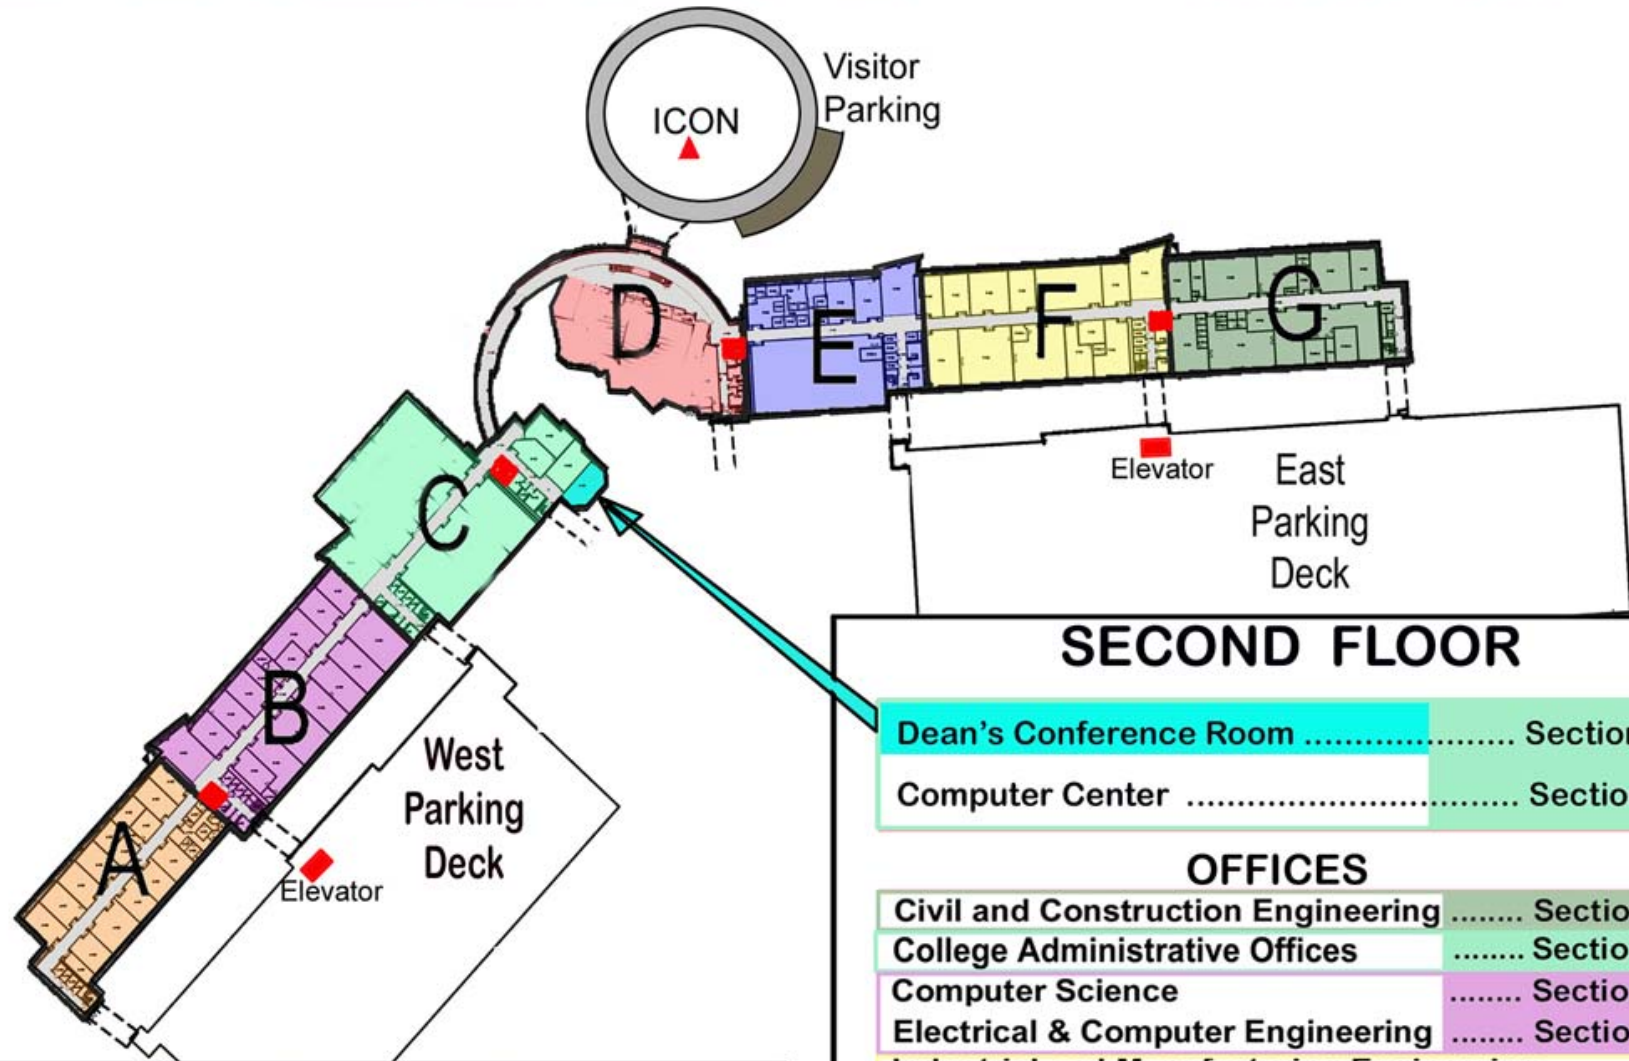 Visitor
Parking
ICON
D
E
F
G
Elevator
East
Parking
Deck
C
B
West
Parking
Deck
A
Elevator
SECOND FLOOR
Dean's Conference Room ..................... Section
Computer Center ................................. Sectio
OFFICES
Civil and Construction Engineering ........ Sectio
College Administrative Offices ........ Sectio
Computer Science ........ Sectio
Electrical & Computer Engineering ........ Sectio